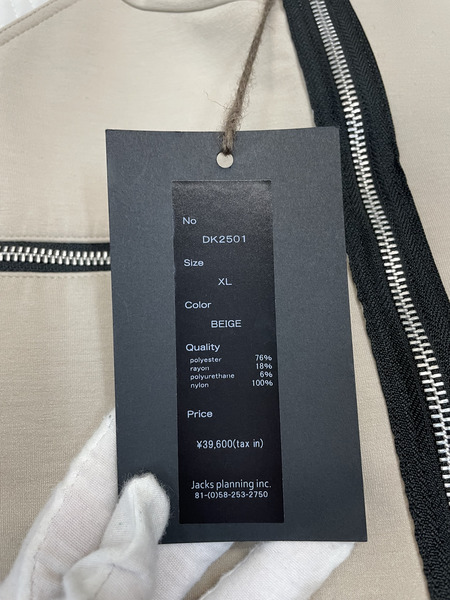 No
DK2501
Size
XL
Color
BEIGE
Quality
polyester 76%
rayon 18%
polyurethane 6%
nylon 100%
Price
¥39,600(tax in)
Jacks planning inc.
81-(0)58-253-2750